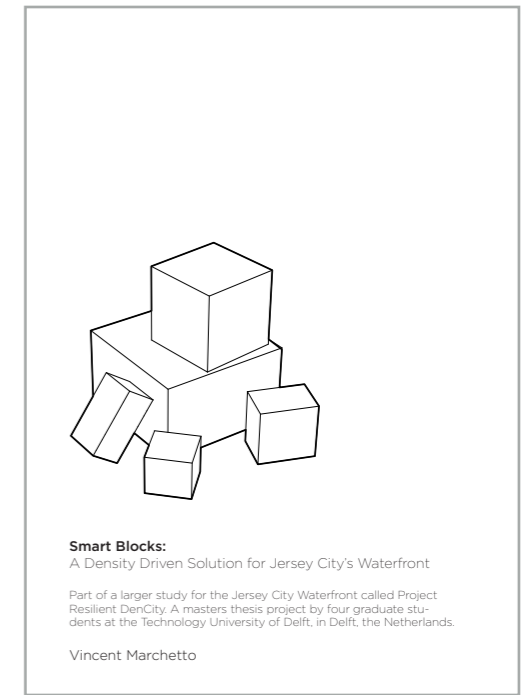 Smart Blocks:
A Density Driven Solution for Jersey City's Waterfront
Part of a larger study for the Jersey City Waterfront called Project
Resilient DenCity. A masters thesis project by four graduate stu-
dents at the Technology University of Delft, in Delft, the Netherlands.
Vincent Marchetto